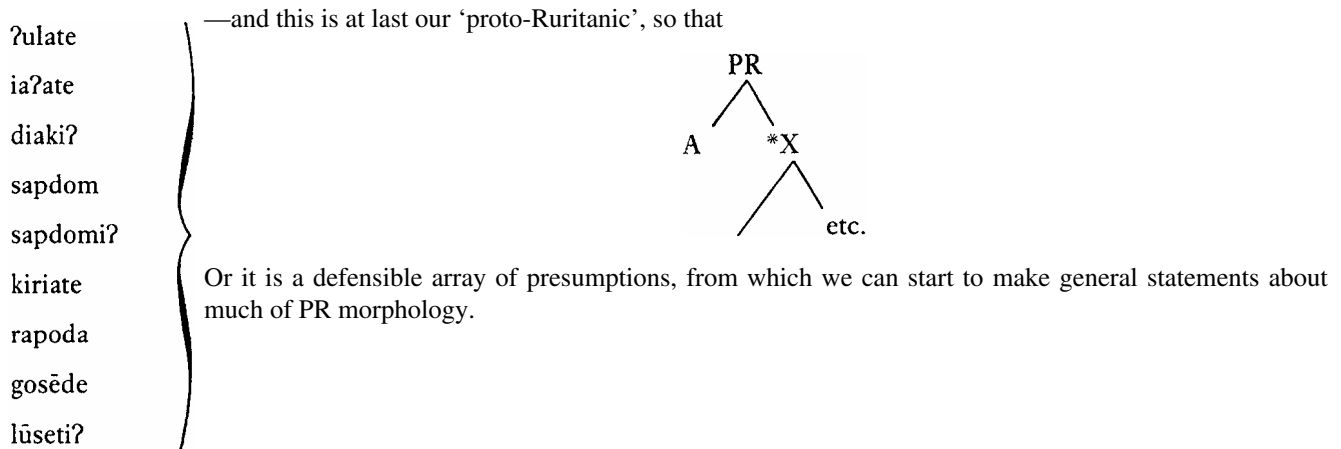 ʔulate
iaʔate
diakiʔ
sapdom
sapdomiʔ
kiriate
rapoda
gosēde
lūsetiʔ
—and this is at last our ‘proto-Ruritanic’, so that
PR
A *X
etc.
Or it is a defensible array of presumptions, from which we can start to make general statements about
much of PR morphology.